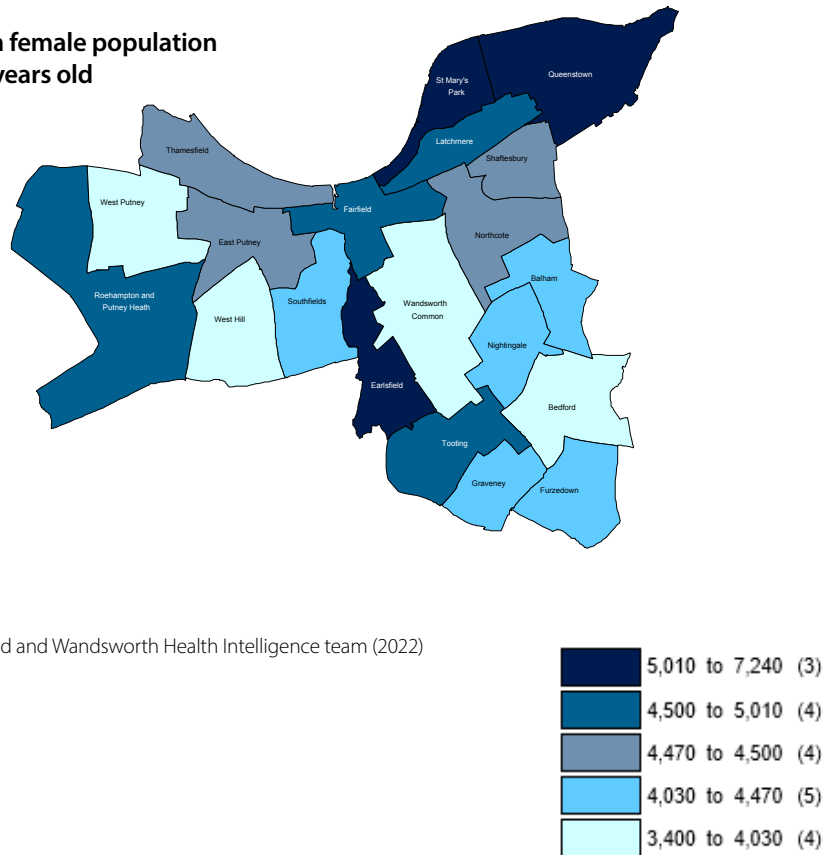 female population
years old
St Mary's
Park
Queenstown
Latchmere
Thamesfield
Shaftesbury
West Putney
Fairfield
East Putney
Northcote
Balham
Roehampton and
Putney Heath
Southfields
Wandsworth
Common
West Hill
Nightingale
Earlsfield
Bedford
Tooting
Graveney
Furzedown
d and Wandsworth Health Intelligence team (2022)
5,010 to 7,240 (3)
4,500 to 5,010 (4)
4,470 to 4,500 (4)
4,030 to 4,470 (5)
3,400 to 4,030 (4)